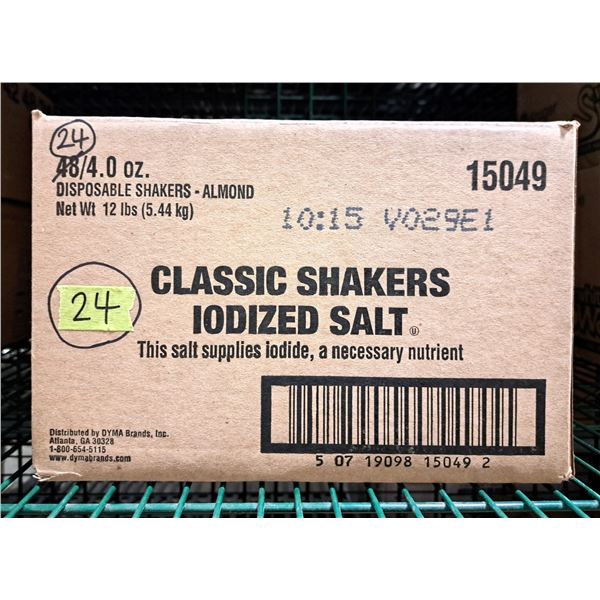 24
48/4.0 oz.
15049
DISPOSABLE SHAKERS - ALMOND
Net Wt 12 lbs (5.44 kg)
10:15 V029E1
CLASSIC SHAKERS
IODIZED SALT
U
24
This salt supplies iodide, a necessary nutrient
Distributed by DYMA Brands, Inc.
Atlanta, GA 30328
1-800-654-5115
www.dymabrands.com
5 07 19098 15049 2